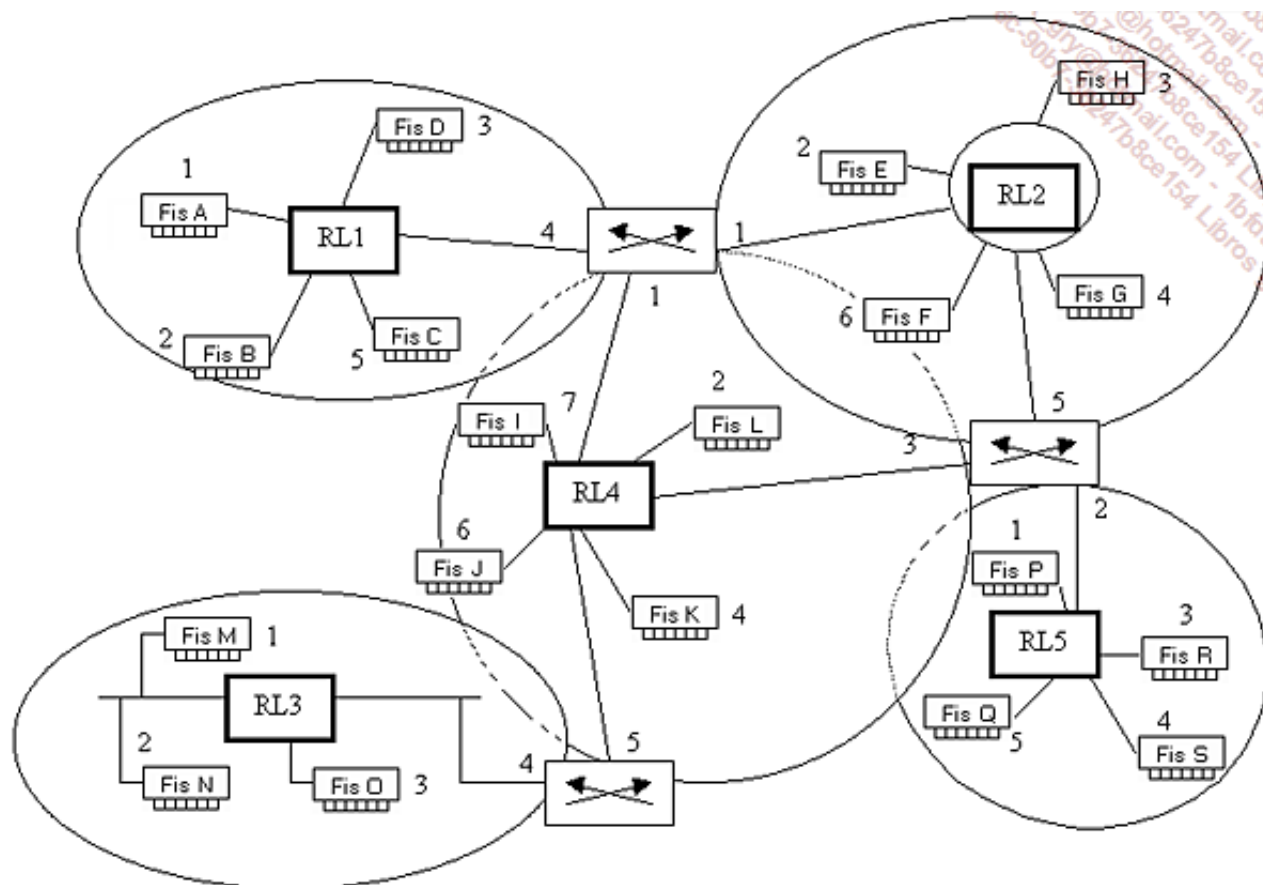 Fis H 3
Fis D 3
2 Fis E
1
Fis A
RL2
RL1
4
1
Fis G 4
1
6 Fis F
2 Fis B
5 Fis C
2
7
Fis I
Fis L
5
3
RL4
2
6
1
Fis J
Fis P
Fis K 4
3
Fis M 1
RL5
Fis R
RL3
Fis Q
5
4
2
5
Fis S
4
Fis N
Fis O 3